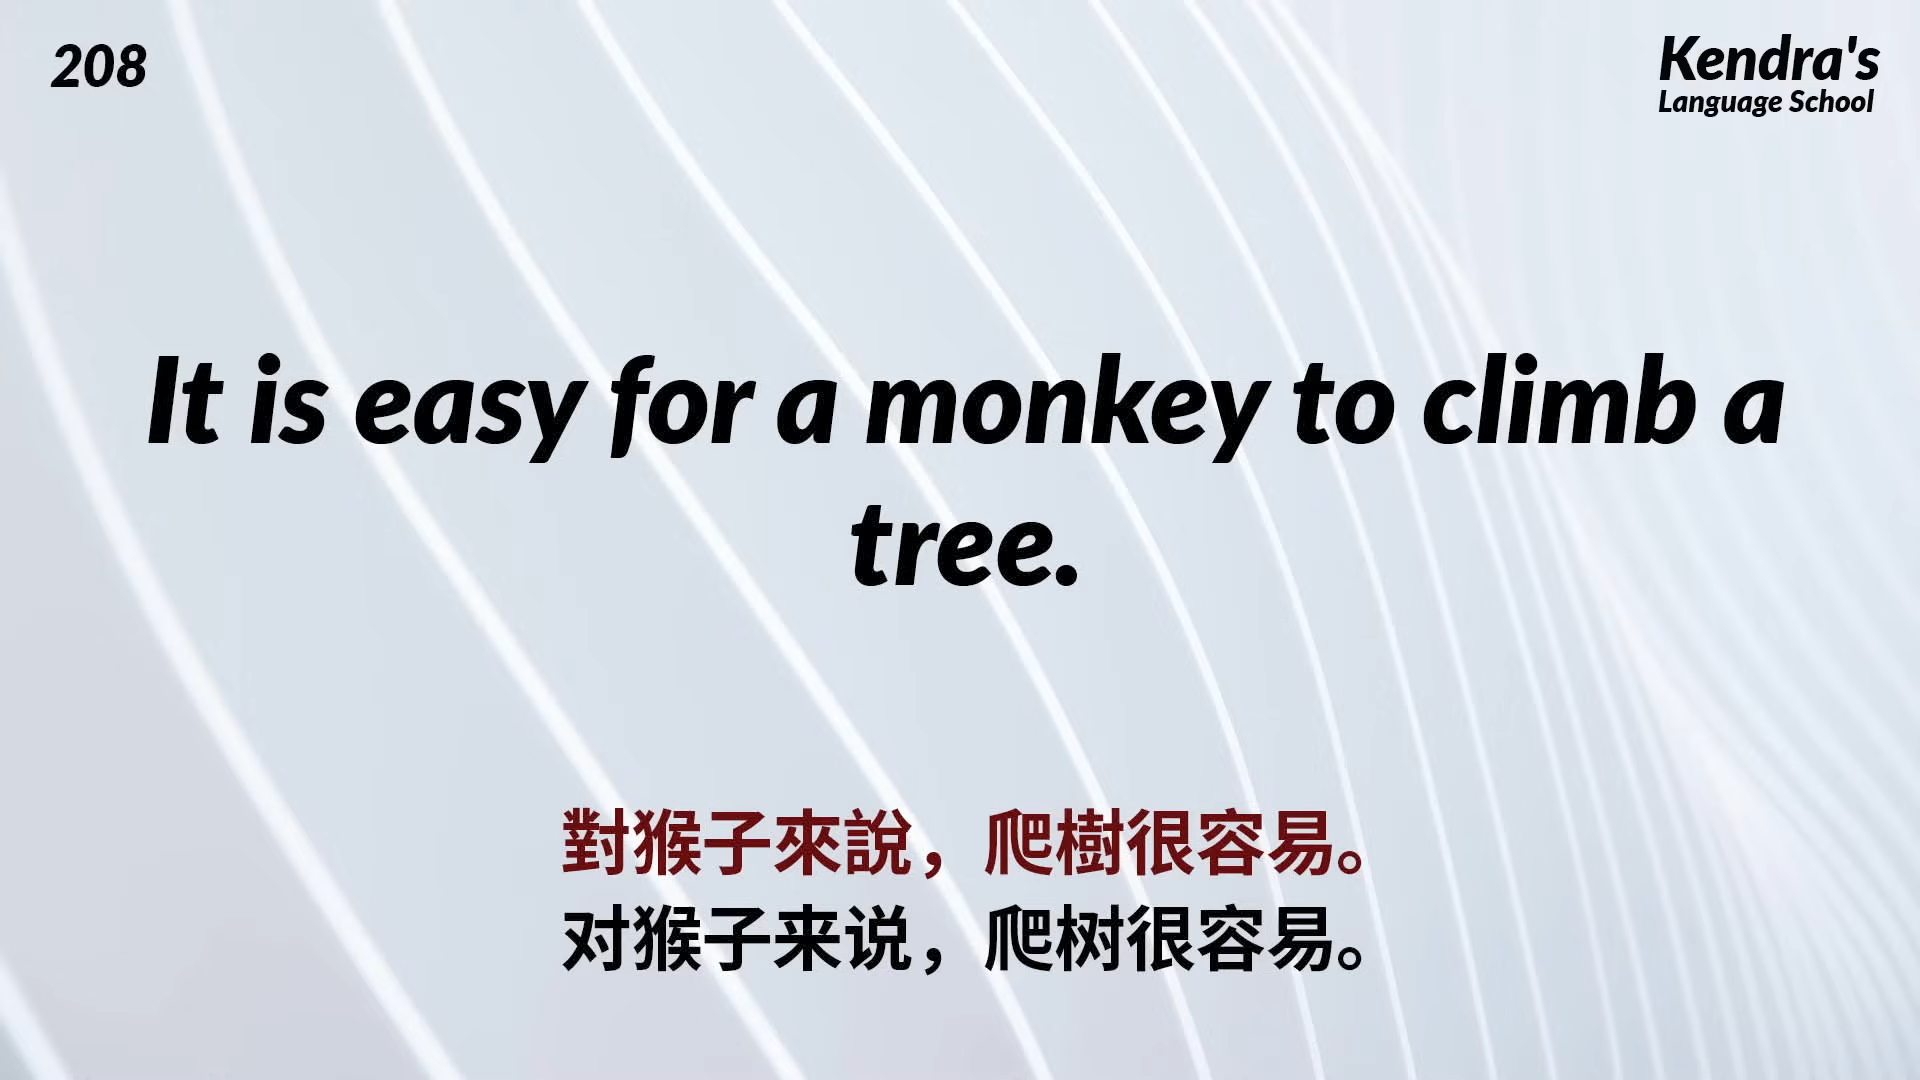 208
Kendra's
Language School
It is easy for a monkey to climb a
tree.
對猴子來說，爬樹很容易。
对猴子来说，爬树很容易。